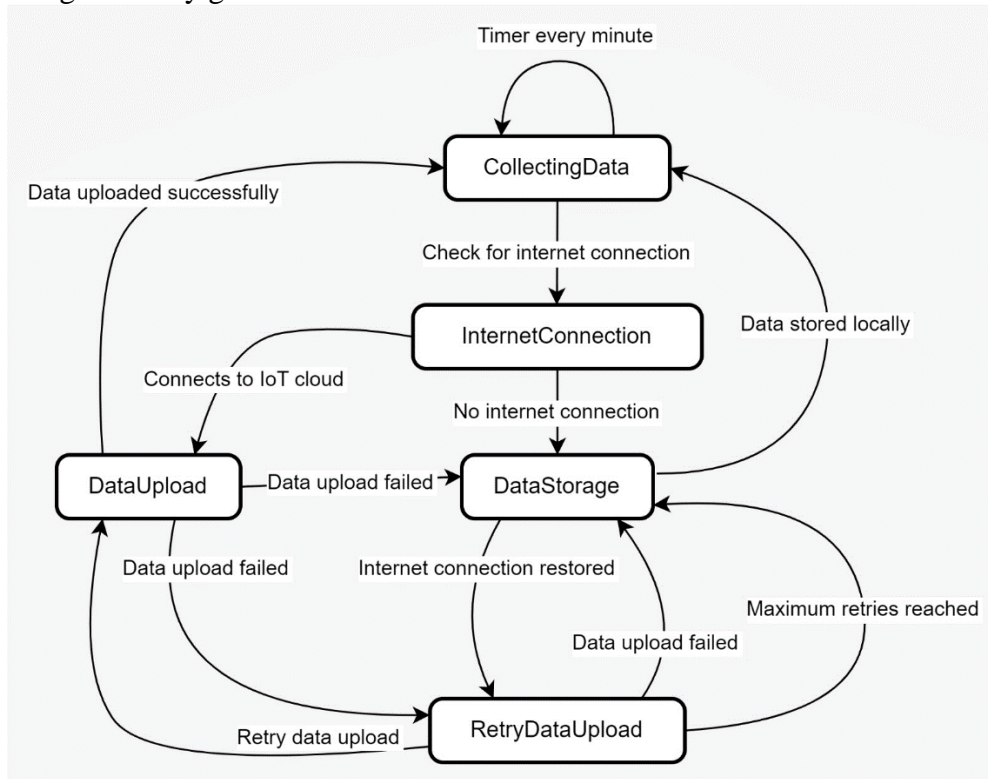 Timer every minute
CollectingData
Data uploaded successfully
Check for internet connection
Data stored locally
InternetConnection
Connects to IoT cloud
No internet connection
DataUpload
Data upload failed
DataStorage
Data upload failed
Internet connection restored
Maximum retries reached
Data upload failed
Retry data upload
RetryDataUpload